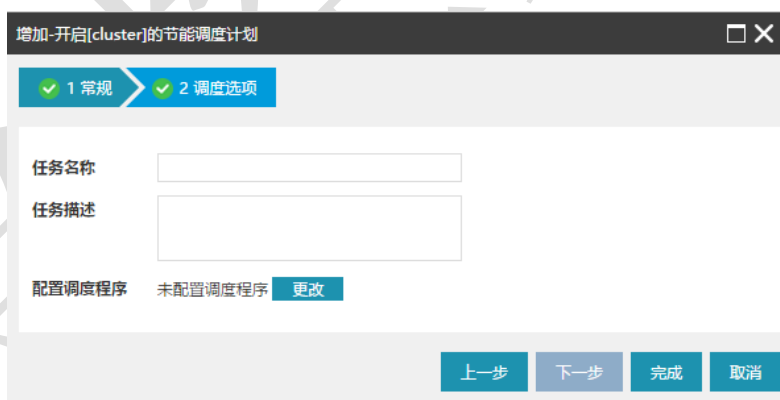 增加-开启[cluster]的节能调度计划
1 常规 2 调度选项
任务名称
任务描述
配置调度程序 未配置调度程序 更改
上一步 下一步 完成 取消